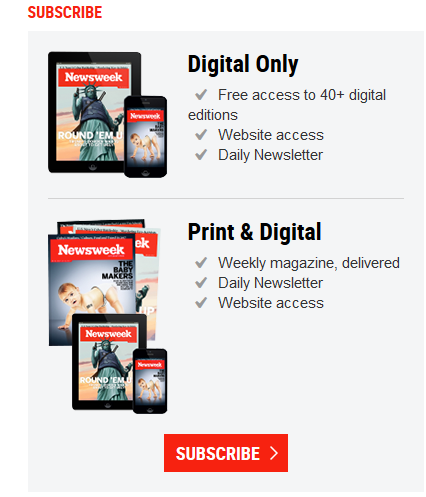 SUBSCRIBE
Newsweek
ROUND 'EM U
Newsweek
Digital Only
Free access to 40+ digital
editions
Website access
Daily Newsletter
Newsweek
THE
BABY
MAKERS
Newsweek
ROUND 'EM U
Newsweek
Print & Digital
Weekly magazine, delivered
Daily Newsletter
Website access
SUBSCRIBE